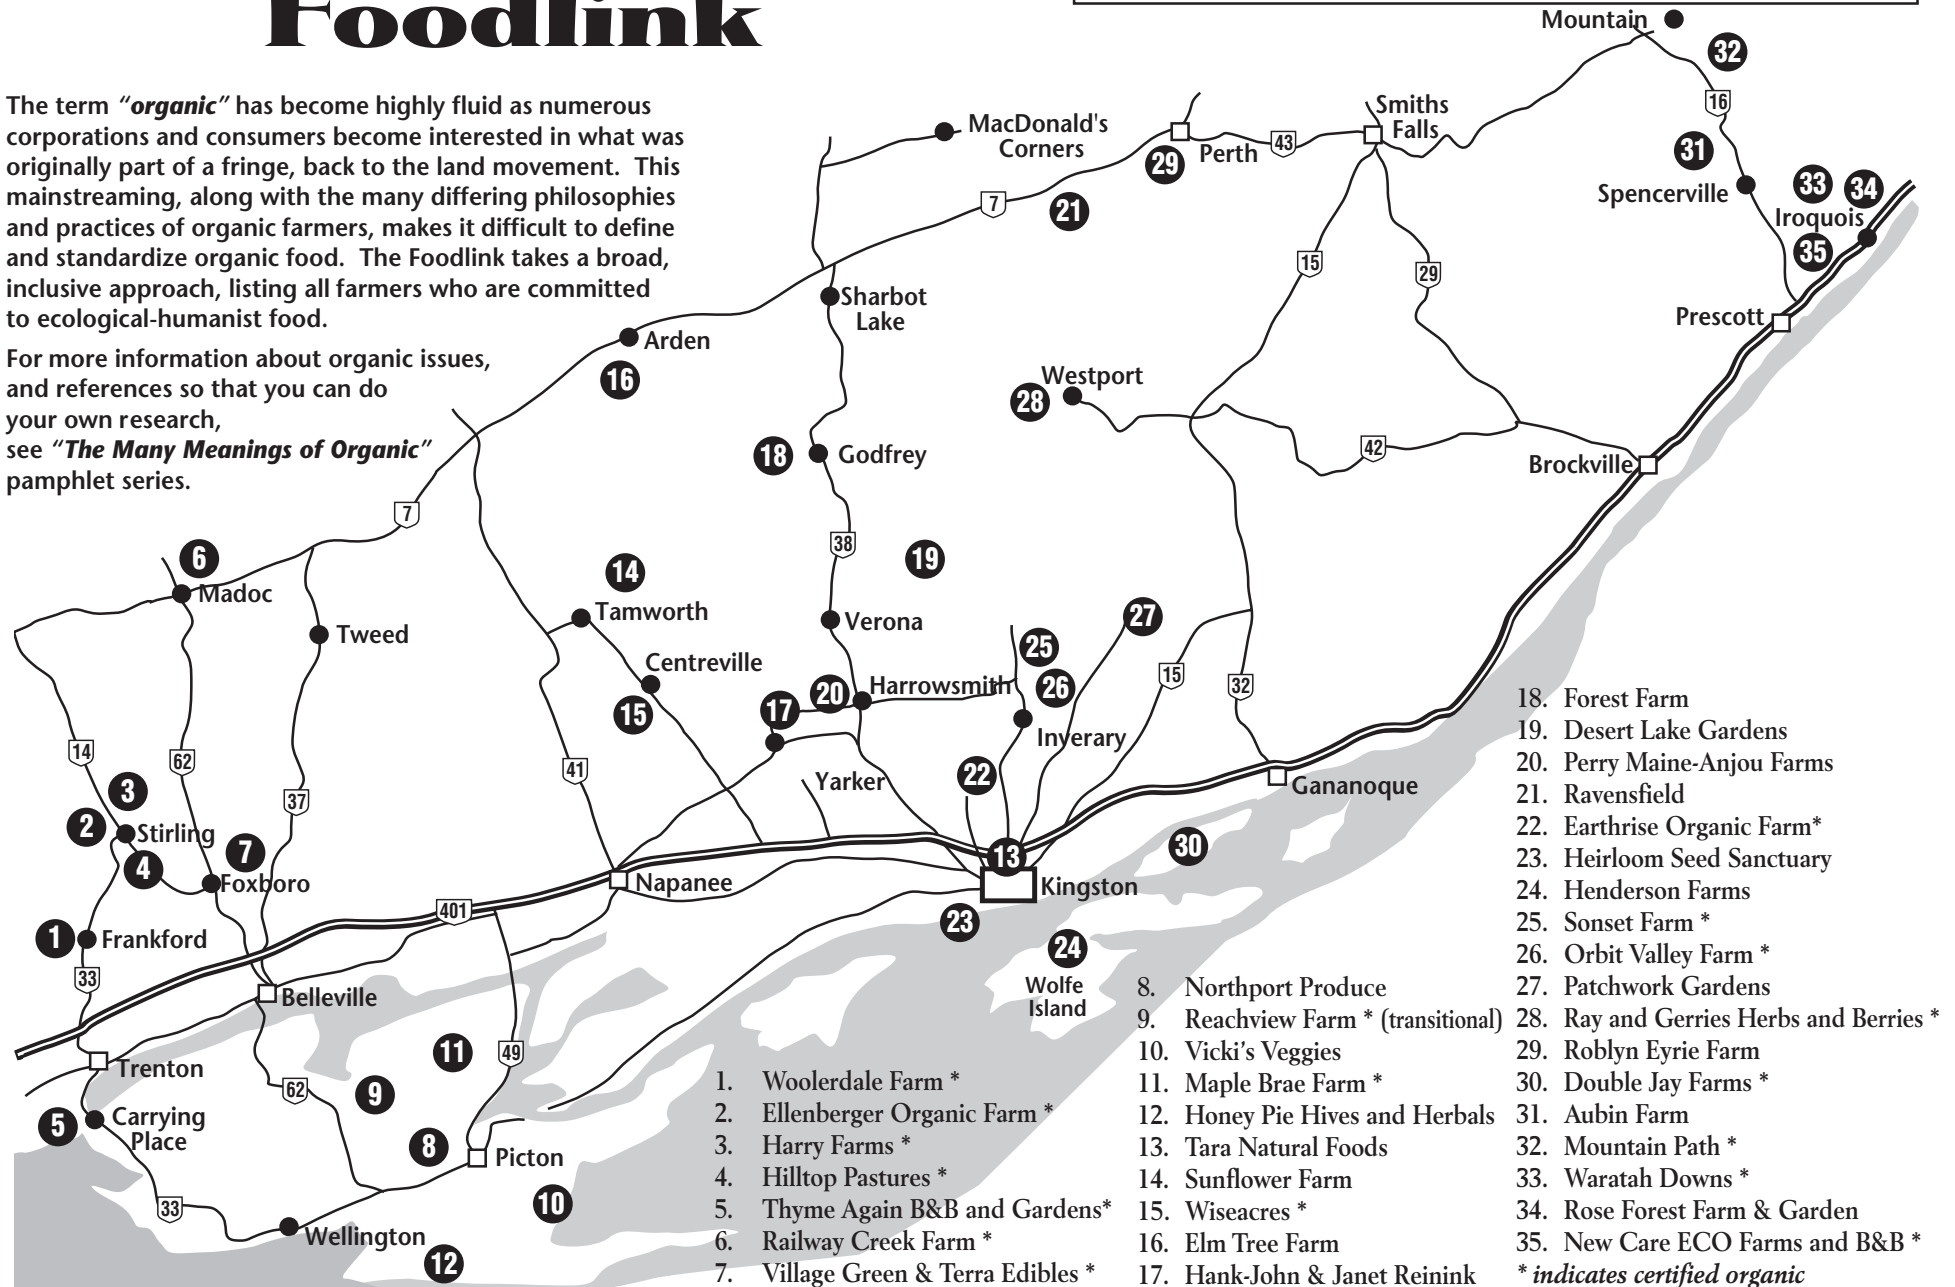 Foodlink
The term "organic" has become highly fluid as numerous
corporations and consumers become interested in what was
originally part of a fringe, back to the land movement. This
mainstreaming, along with the many differing philosophies
and practices of organic farmers, makes it difficult to define
and standardize organic food. The Foodlink takes a broad,
inclusive approach, listing all farmers who are committed
to ecological-humanist food.
For more information about organic issues,
and references so that you can do
your own research,
see "The Many Meanings of Organic"
pamphlet series.
Mountain
32
16
MacDonald's
Corners
Smiths
Falls
29
Perth
43
31
Spencerville
33
34
Iroquois
35
7
21
15
29
Prescott
Sharbot
Lake
Arden
16
Westport
28
18
Godfrey
42
Brockville
7
38
19
6
Madoc
14
Tamworth
Tweed
Verona
27
25
Centreville
15
20
Harrowsmith
26
17
15
32
Inverary
14
62
41
37
3
2
Stirling
4
7
Foxboro
Yarker
22
Gananoque
30
13
Kingston
Napanee
401
23
1
Frankford
33
24
Wolfe
Island
Belleville
11
49
Trenton
62
9
5
Carrying
Place
8
Picton
10
33
Wellington
12
1. Woolerdale Farm *
2. Ellenberger Organic Farm *
3. Harry Farms *
4. Hilltop Pastures *
5. Thyme Again B&B and Gardens*
6. Railway Creek Farm *
7. Village Green & Terra Edibles *
8. Northport Produce
9. Reachview Farm * (transitional)
10. Vicki's Veggies
11. Maple Brae Farm *
12. Honey Pie Hives and Herbals
13. Tara Natural Foods
14. Sunflower Farm
15. Wiseacres *
16. Elm Tree Farm
17. Hank-John & Janet Reinink
18. Forest Farm
19. Desert Lake Gardens
20. Perry Maine-Anjou Farms
21. Ravensfield
22. Earthrise Organic Farm*
23. Heirloom Seed Sanctuary
24. Henderson Farms
25. Sonset Farm *
26. Orbit Valley Farm *
27. Patchwork Gardens
28. Ray and Gerries Herbs and Berries *
29. Roblyn Eyrie Farm
30. Double Jay Farms *
31. Aubin Farm
32. Mountain Path *
33. Waratah Downs *
34. Rose Forest Farm & Garden
35. New Care ECO Farms and B&B *
* indicates certified organic